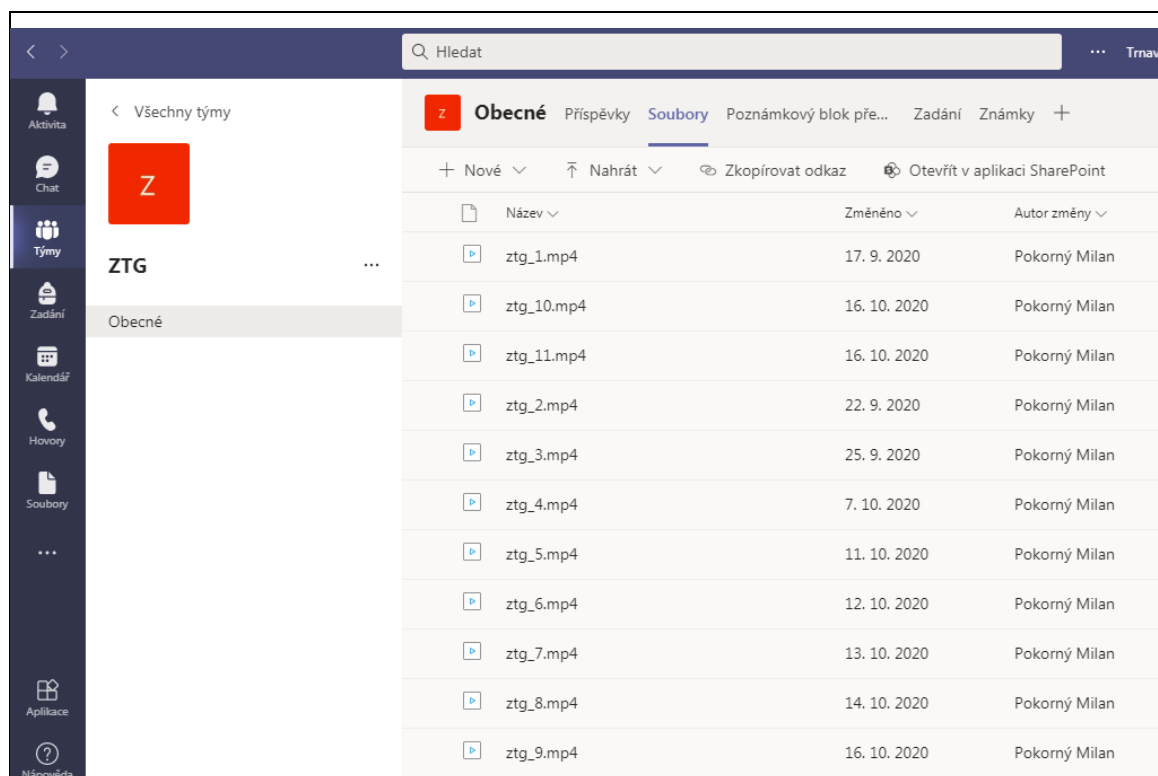 Hledat
Trnav
Aktivita
Chat
Týmy
Zadání
Kalendář
Hovory
Soubory
Aplikace
Nápověda
Všechny týmy
Z
ZTG
Obecné
Z Obecné Příspěvky Soubory Poznámkový blok pře... Zadání Známky
Nové Nahrát Zkopírovat odkaz Otevřít v aplikaci SharePoint
Název Změněno Autor změny
ztg_1.mp4 17. 9. 2020 Pokorný Milan
ztg_10.mp4 16. 10. 2020 Pokorný Milan
ztg_11.mp4 16. 10. 2020 Pokorný Milan
ztg_2.mp4 22. 9. 2020 Pokorný Milan
ztg_3.mp4 25. 9. 2020 Pokorný Milan
ztg_4.mp4 7. 10. 2020 Pokorný Milan
ztg_5.mp4 11. 10. 2020 Pokorný Milan
ztg_6.mp4 12. 10. 2020 Pokorný Milan
ztg_7.mp4 13. 10. 2020 Pokorný Milan
ztg_8.mp4 14. 10. 2020 Pokorný Milan
ztg_9.mp4 16. 10. 2020 Pokorný Milan